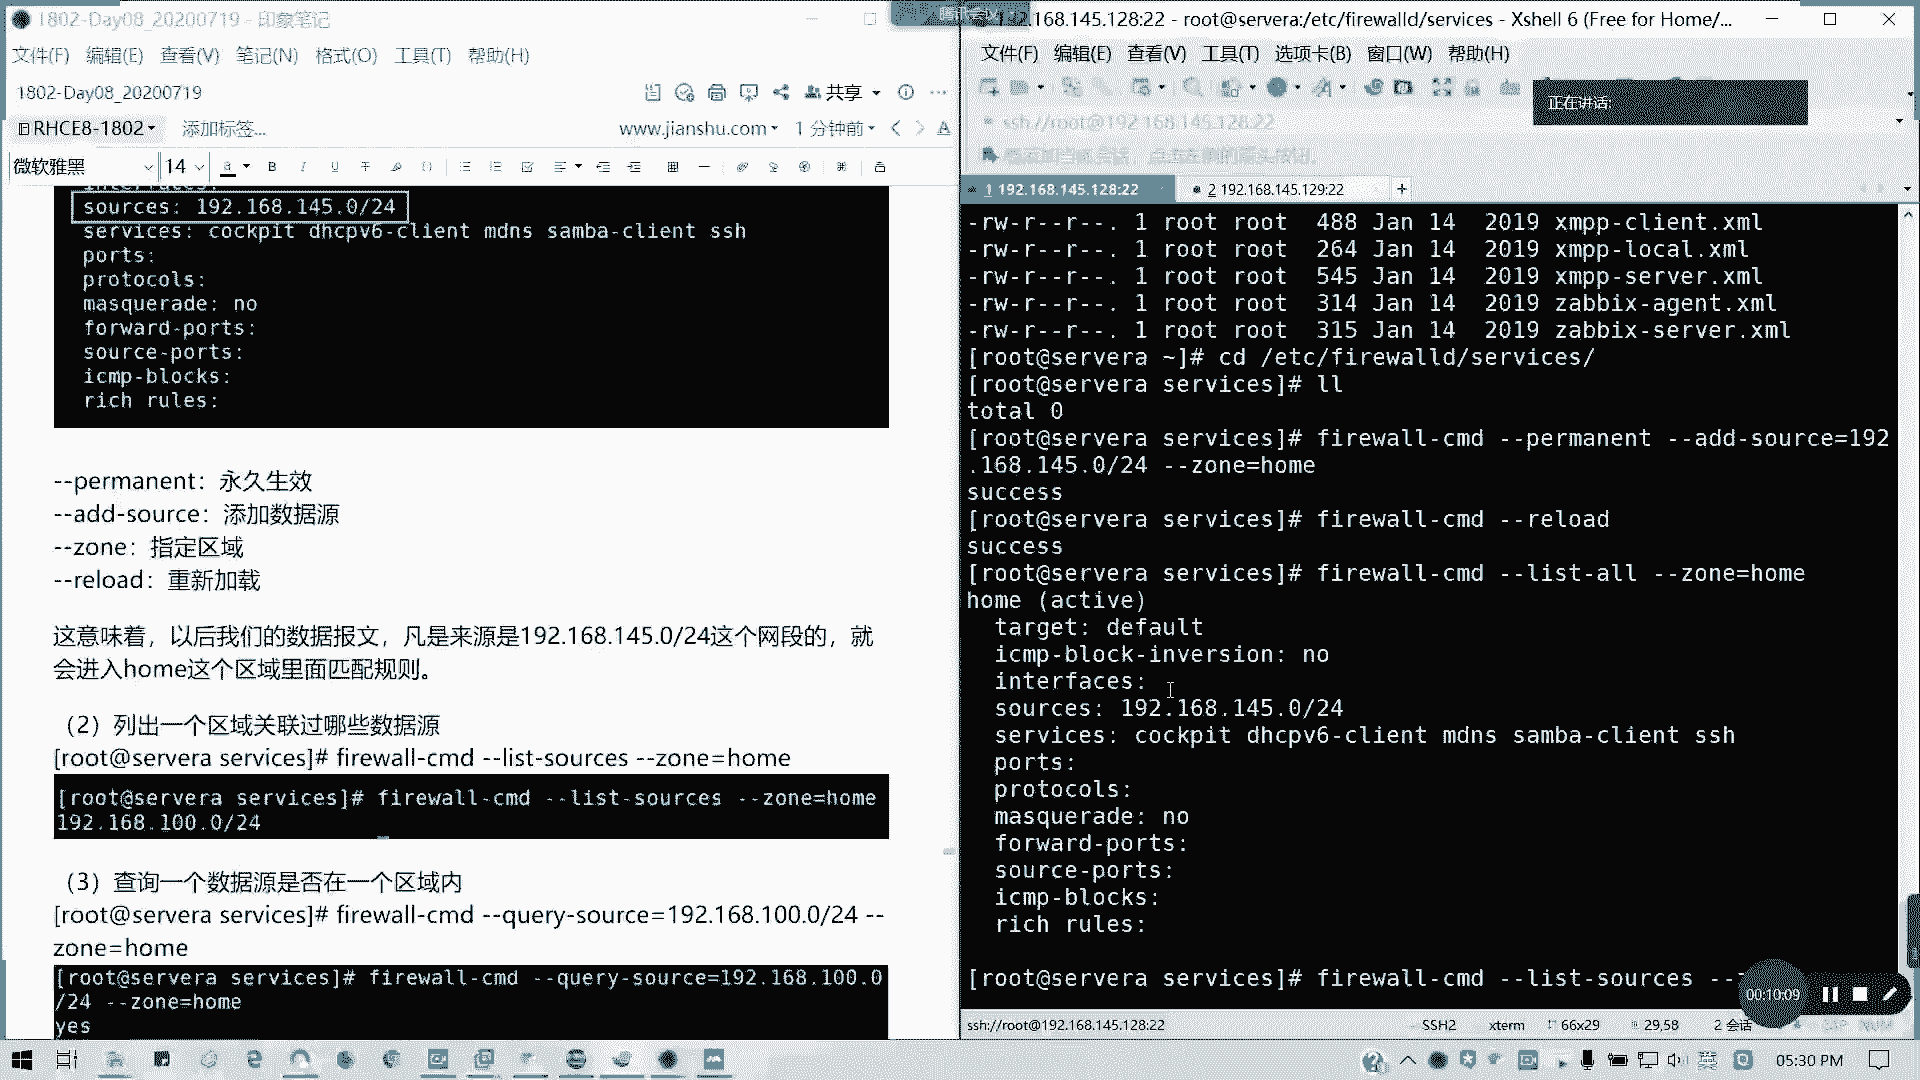 1802-Day08_20200719 - 印象笔记
文件(F) 编辑(E) 查看(V) 笔记(N) 格式(O) 工具(T) 帮助(H)
1802-Day08_20200719
共享
RHCE8-1802
添加标签...
www.jianshu.com
1 分钟前
微软雅黑
14
sources: 192.168.145.0/24
services: cockpit dhcpv6-client mdns samba-client ssh
ports:
protocols:
masquerade: no
forward-ports:
source-ports:
icmp-blocks:
rich rules:
--permanent：永久生效
--add-source：添加数据源
--zone：指定区域
--reload：重新加载
这意味着，以后我们的数据报文，凡是来源是192.168.145.0/24这个网段的，就
会进入home这个区域里面匹配规则。
（2）列出一个区域关联过哪些数据源
[root@servera services]# firewall-cmd --list-sources --zone=home
[root@servera services]# firewall-cmd --list-sources --zone=home
192.168.100.0/24
（3）查询一个数据源是否在一个区域内
[root@servera services]# firewall-cmd --query-source=192.168.100.0/24 --
zone=home
[root@servera services]# firewall-cmd --query-source=192.168.100.0
/24 --zone=home
yes
.168.145.128:22 - root@servera:/etc/firewalld/services - Xshell 6 (Free for Home/...
文件(F) 编辑(E) 查看(V) 工具(T) 选项卡(B) 窗口(W) 帮助(H)
正在讲话:
ssh://root@192.168.145.128:22
1 192.168.145.128:22
2 192.168.145.129:22
-rw-r--r--. 1 root root  488 Jan 14  2019 xmpp-client.xml
-rw-r--r--. 1 root root  264 Jan 14  2019 xmpp-local.xml
-rw-r--r--. 1 root root  545 Jan 14  2019 xmpp-server.xml
-rw-r--r--. 1 root root  314 Jan 14  2019 zabbix-agent.xml
-rw-r--r--. 1 root root  315 Jan 14  2019 zabbix-server.xml
[root@servera ~]# cd /etc/firewalld/services/
[root@servera services]# ll
total 0
[root@servera services]# firewall-cmd --permanent --add-source=192
.168.145.0/24 --zone=home
success
[root@servera services]# firewall-cmd --reload
success
[root@servera services]# firewall-cmd --list-all --zone=home
home (active)
target: default
icmp-block-inversion: no
interfaces:
sources: 192.168.145.0/24
services: cockpit dhcpv6-client mdns samba-client ssh
ports:
protocols:
masquerade: no
forward-ports:
source-ports:
icmp-blocks:
rich rules:
[root@servera services]# firewall-cmd --list-sources --
00:10:09
ssh://root@192.168.145.128:22
SSH2
xterm
66x29
29,58
2 会话
英
05:30 PM